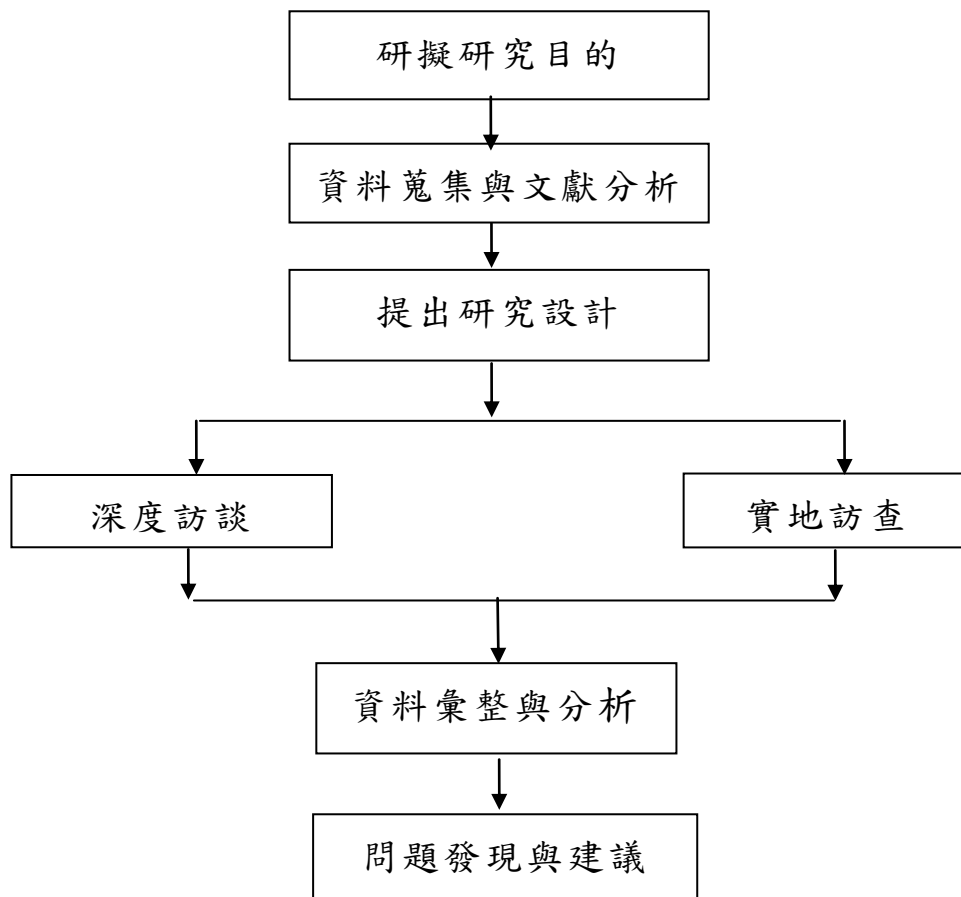 研擬研究目的
資料蒐集與文獻分析
提出研究設計
深度訪談
實地訪查
資料彙整與分析
問題發現與建議